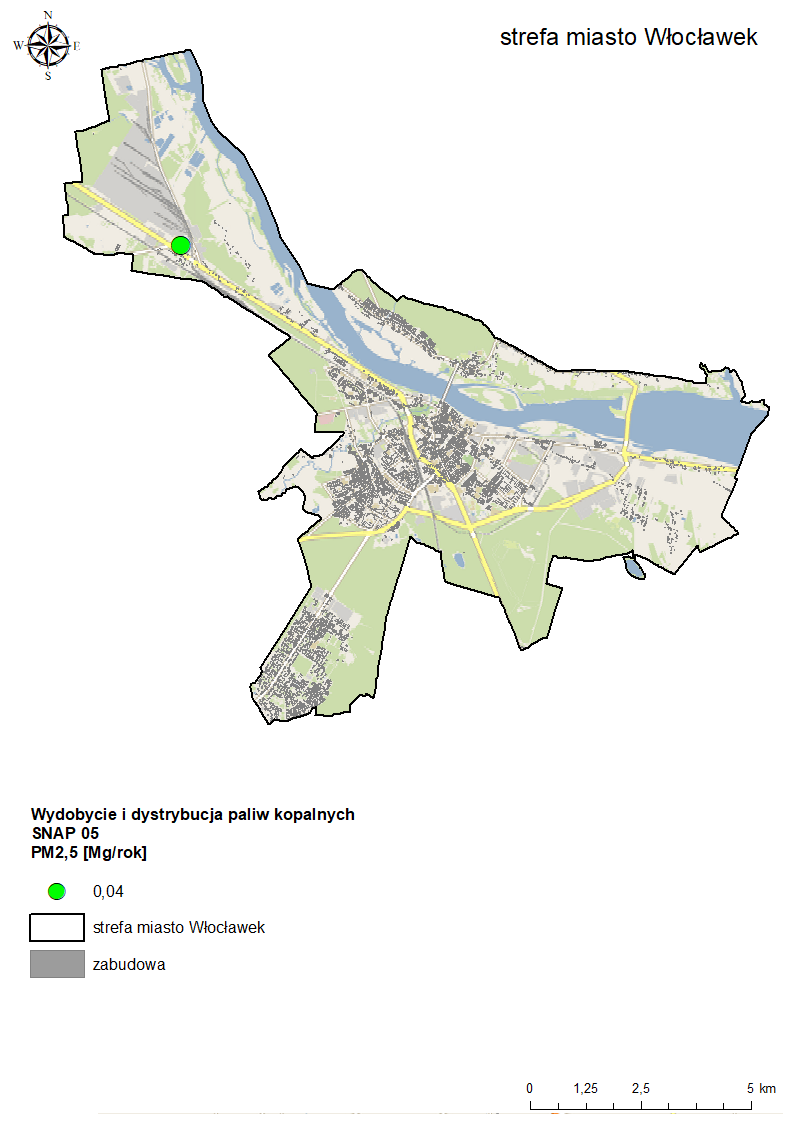 N
W E
S
strefa miasto Włocławek
Wydobycie i dystrybucja paliw kopalnych
SNAP 05
PM2,5 [Mg/rok]
0,04
strefa miasto Włocławek
zabudowa
0 1,25 2,5 5 km